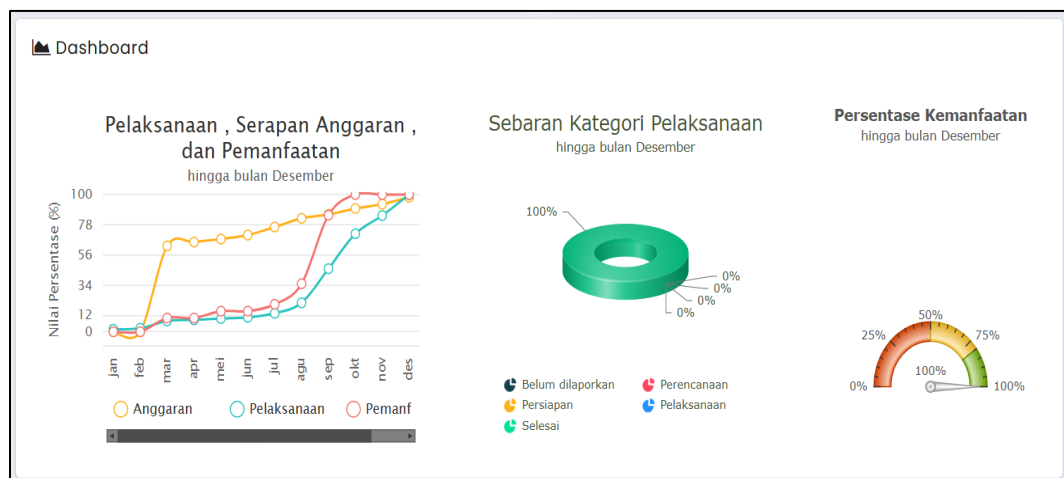 Dashboard
Pelaksanaan , Serapan Anggaran ,
dan Pemanfaatan
hingga bulan Desember
Nilai Persentase (%)
100
78
56
34
12
0
jan
feb
mar
apr
mei
jun
jul
agu
sep
okt
nov
des
Anggaran
Pelaksanaan
Pemanf
Sebaran Kategori Pelaksanaan
hingga bulan Desember
100%
0%
0%
0%
0%
Belum dilaporkan
Perencanaan
Persiapan
Pelaksanaan
Selesai
Persentase Kemanfaatan
hingga bulan Desember
0%
25%
50%
75%
100%
100%